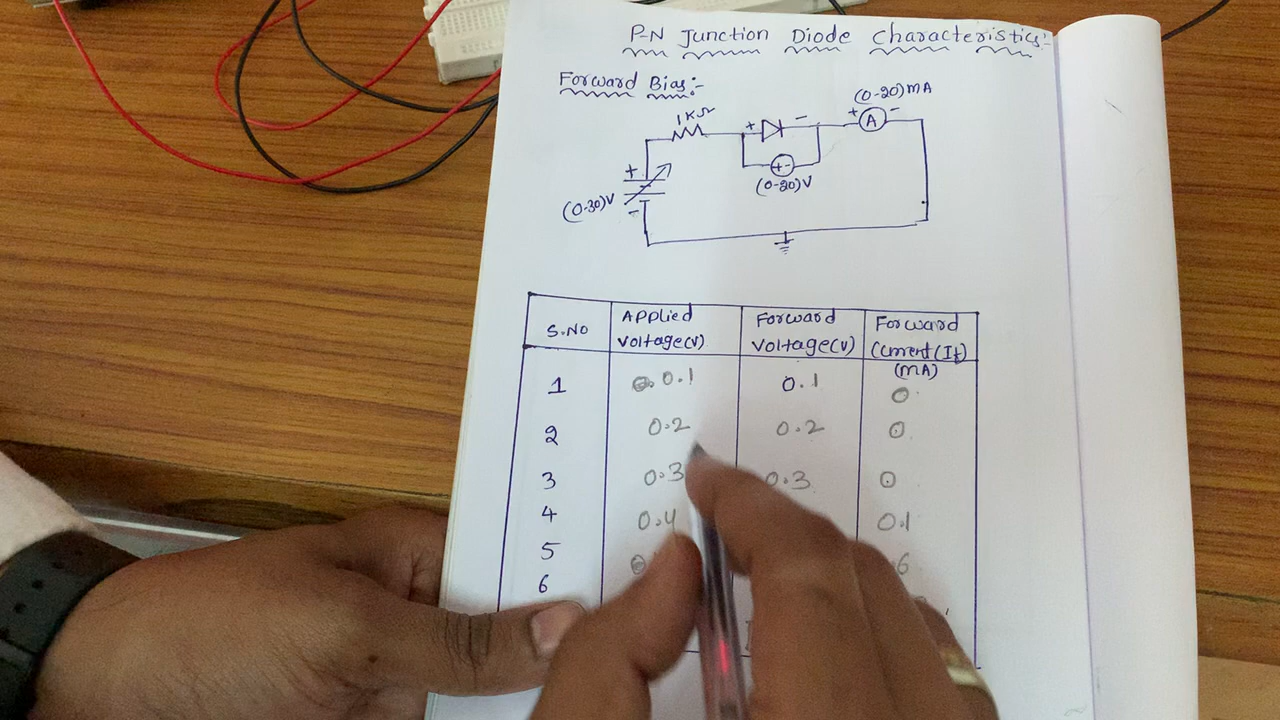 P-N Junction Diode Characteristics:-
Forward Bias:-
(0-20)mA
1KΩ
+ - + A -
+
+-
(0-20)V
(0-30)V
-
S.NO Applied Voltage(V) Forward Voltage(V) Forward Current(If) (mA)
1 0.1 0.1 0
2 0.2 0.2 0
3 0.3 0.3 0
4 0.4 0.1
5
6